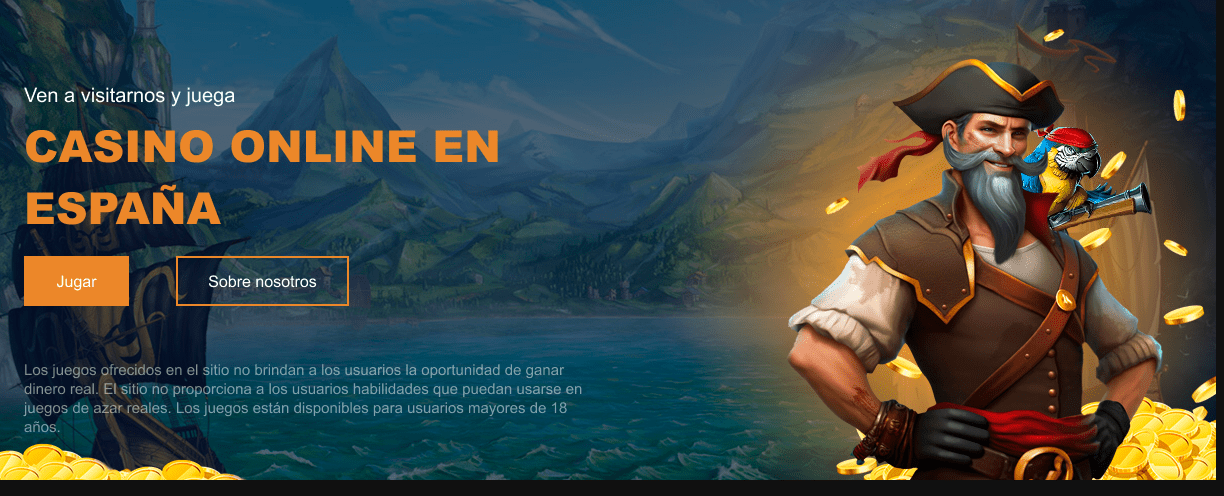 Ven a visitarnos y juega
CASINO ONLINE EN
ESPAÑA
Jugar
Sobre nosotros
Los juegos ofrecidos en el sitio no brindan a los usuarios la oportunidad de ganar
dinero real. El sitio no proporciona a los usuarios habilidades que puedan usarse en
juegos de azar reales. Los juegos están disponibles para usuarios mayores de 18
años.